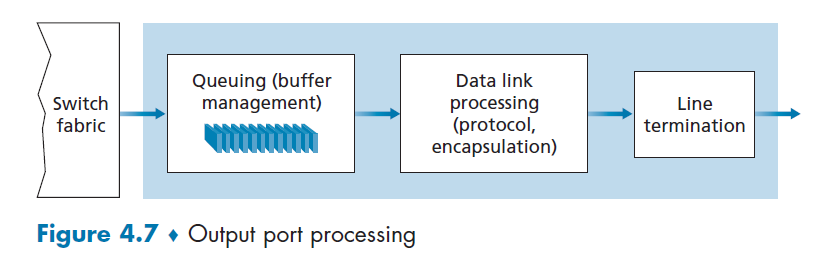 Switch
fabric
Queuing (buffer
management)
Data link
processing
(protocol,
encapsulation)
Line
termination
Figure 4.7 ♦ Output port processing